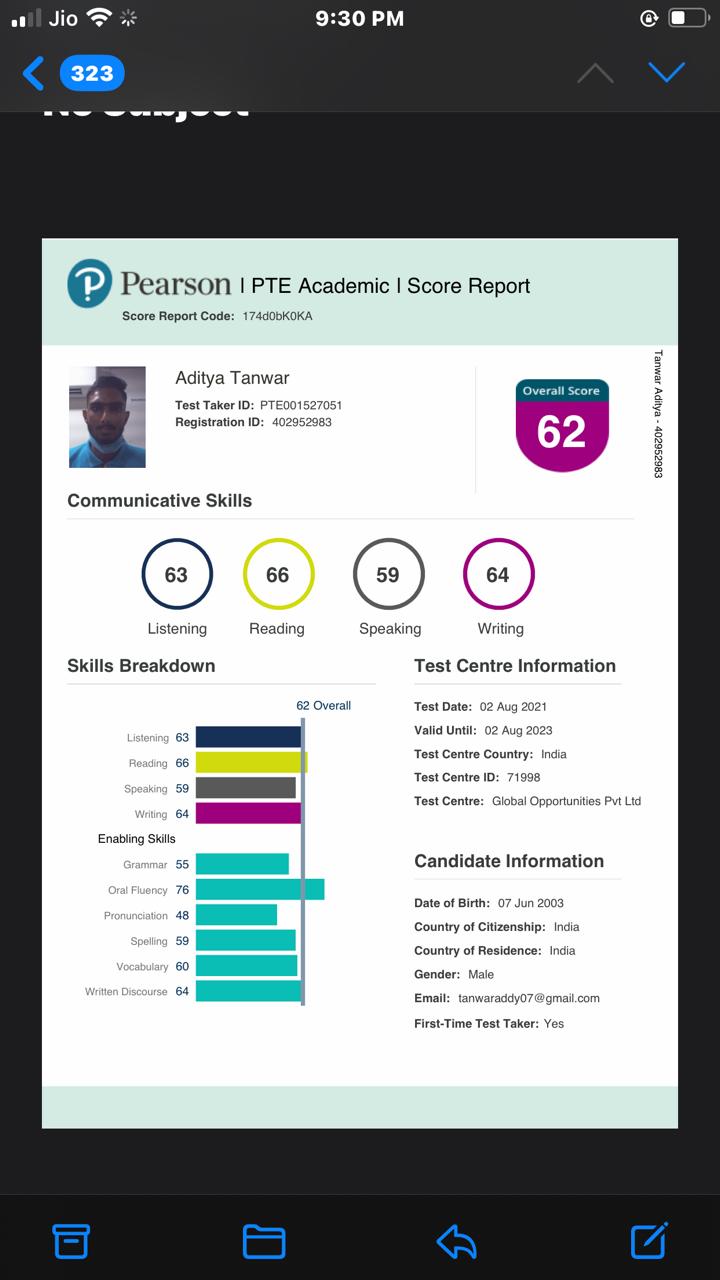 Jio 9:30 PM
323
No Subject
Pearson | PTE Academic | Score Report
Score Report Code: 174d0bK0KA
Aditya Tanwar
Test Taker ID: PTE001527051
Registration ID: 402952983
Overall Score
62
Tanwar Aditya - 402952983
Communicative Skills
63 66 59 64
Listening Reading Speaking Writing
Skills Breakdown
62 Overall
Listening 63
Reading 66
Speaking 59
Writing 64
Enabling Skills
Grammar 55
Oral Fluency 76
Pronunciation 48
Spelling 59
Vocabulary 60
Written Discourse 64
Test Centre Information
Test Date: 02 Aug 2021
Valid Until: 02 Aug 2023
Test Centre Country: India
Test Centre ID: 71998
Test Centre: Global Opportunities Pvt Ltd
Candidate Information
Date of Birth: 07 Jun 2003
Country of Citizenship: India
Country of Residence: India
Gender: Male
Email: tanwaraddy07@gmail.com
First-Time Test Taker: Yes